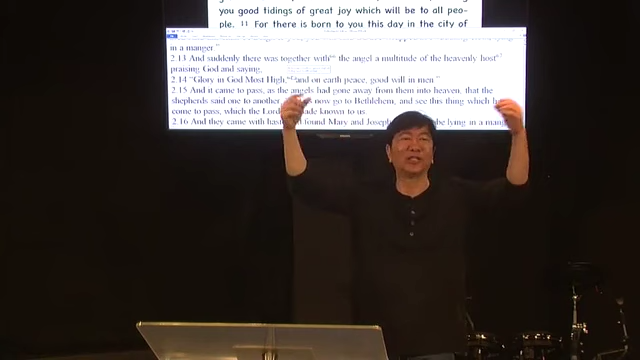 you good tidings of great joy which will be to all peo-
ple. 11 For there is born to you this day in the city of
in a manger"
2.13 And suddenly there was together with the angel a multitude of the heavenly host
praising God and saying,
2.14 "Glory in God Most High, and on earth peace, good will in men"
2.15 And it came to pass, as the angels had gone away from them into heaven, that the
shepherds said one to another now go to Bethlehem, and see this thing which
come to pass, which the Lord made known to us
2.16 And they came with found Mary and Joseph lying in a